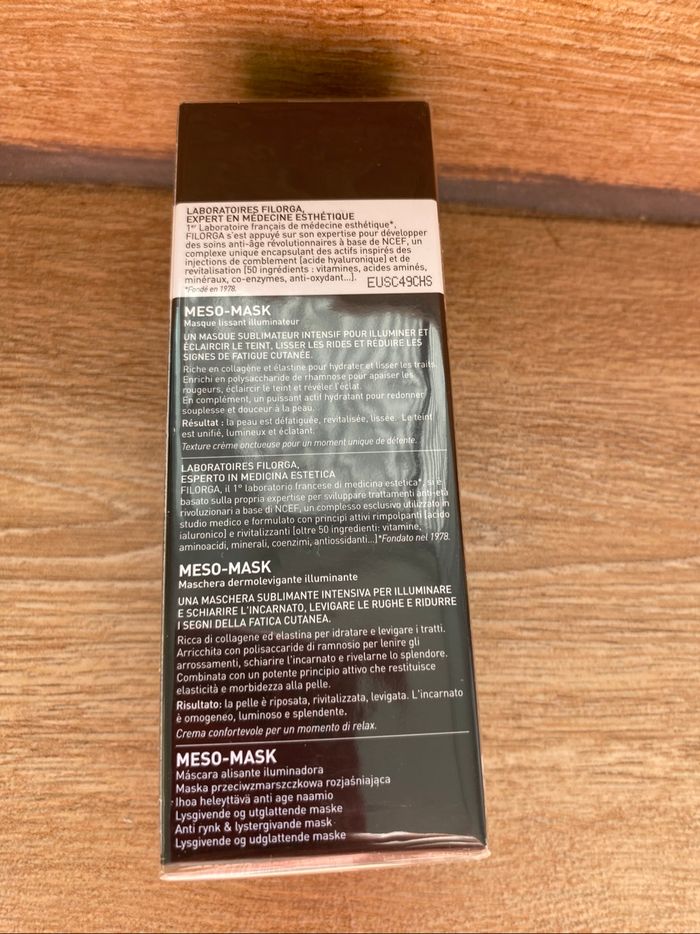 LABORATOIRES FILORGA,
EXPERT EN MÉDECINE ESTHÉTIQUE
1er Laboratoire français de médecine esthétique*,
FILORGA s'est appuyé sur son expertise pour développer
des soins anti-âge révolutionnaires à base de NCEF, un
complexe unique encapsulant des actifs inspirés des
injections de comblement [acide hyaluronique] et de
revitalisation [50 ingrédients : vitamines, acides aminés,
minéraux, co-enzymes, anti-oxydant...].
*Fondé en 1978.
EUSC49CHS
MESO-MASK
Masque lissant illuminateur
UN MASQUE SUBLIMATEUR INTENSIF POUR ILLUMINER ET
ÉCLAIRCIR LE TEINT, LISSER LES RIDES ET RÉDUIRE LES
SIGNES DE FATIGUE CUTANÉE.
Riche en collagène et élastine pour hydrater et lisser les traits.
Enrichi en polysaccharide de rhamnose pour apaiser les
rougeurs, éclaircir le teint et révéler l'éclat.
En complément, un puissant actif hydratant pour redonner
souplesse et douceur à la peau.
Résultat : la peau est défatiguée, revitalisée, lissée. Le teint
est unifié, lumineux et éclatant.
Texture crème onctueuse pour un moment unique de détente.
LABORATOIRES FILORGA,
ESPERTO IN MEDICINA ESTETICA
FILORGA, il 1° laboratorio francese di medicina estetica*, si è
basato sulla propria expertise per sviluppare trattamenti anti-età
rivoluzionari a base di NCEF, un complesso esclusivo utilizzato in
studio medico e formulato con principi attivi rimpolpanti [acido
ialuronico] e rivitalizzanti [oltre 50 ingredienti: vitamine,
aminoacidi, minerali, coenzimi, antiossidanti...]*Fondato nel 1978.
MESO-MASK
Maschera dermolevigante illuminante
UNA MASCHERA SUBLIMANTE INTENSIVA PER ILLUMINARE
E SCHIARIRE L'INCARNATO, LEVIGARE LE RUGHE E RIDURRE
I SEGNI DELLA FATICA CUTANEA.
Ricca di collagene ed elastina per idratare e levigare i tratti.
Arricchita con polisaccaride di ramnosio per lenire gli
arrossamenti, schiarire l'incarnato e rivelarne lo splendore.
Combinata con un potente principio attivo che restituisce
elasticità e morbidezza alla pelle.
Risultato: la pelle è riposata, rivitalizzata, levigata. L'incarnato
è omogeneo, luminoso e splendente.
Crema confortevole per un momento di relax.
MESO-MASK
Máscara alisante iluminadora
Maska przeciwzmarszczkowa rozjaśniająca
Ihoa heleyttävä anti age naamio
Lysgivende og utglattende maske
Anti rynk & lystergivande mask
Lysgivende og udglattende maske